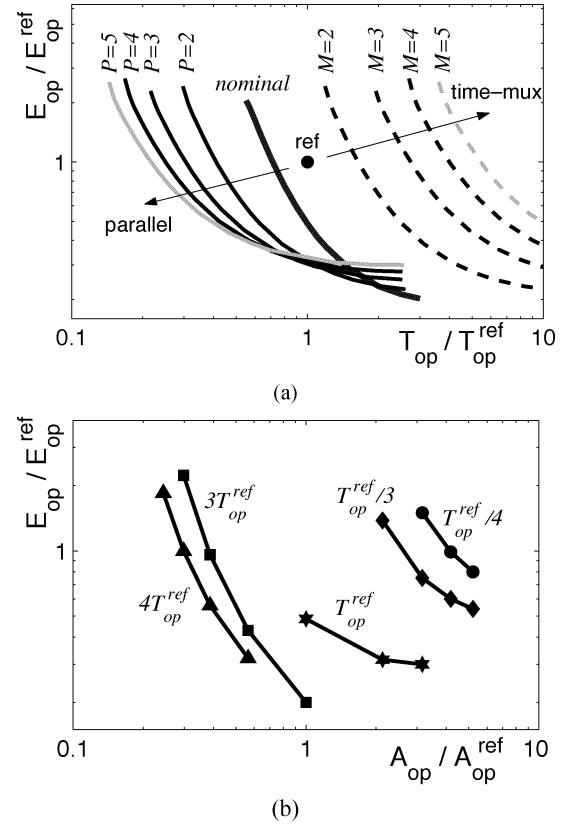 E_op / E_op^ref
P=5
P=4
P=3
P=2
nominal
M=2
M=3
M=4
M=5
time–mux
ref
1
parallel
0.1
1
10
T_op / T_op^ref
(a)
E_op / E_op^ref
3T_op^ref
T_op^ref/3
T_op^ref/4
1
4T_op^ref
T_op^ref
0.1
1
10
A_op / A_op^ref
(b)